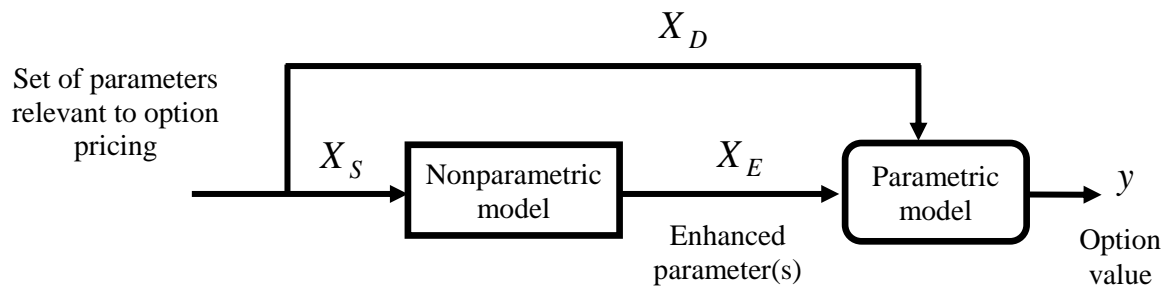 X_D
Set of parameters
relevant to option
pricing
X_S
Nonparametric
model
X_E
Enhanced
parameter(s)
Parametric
model
y
Option
value